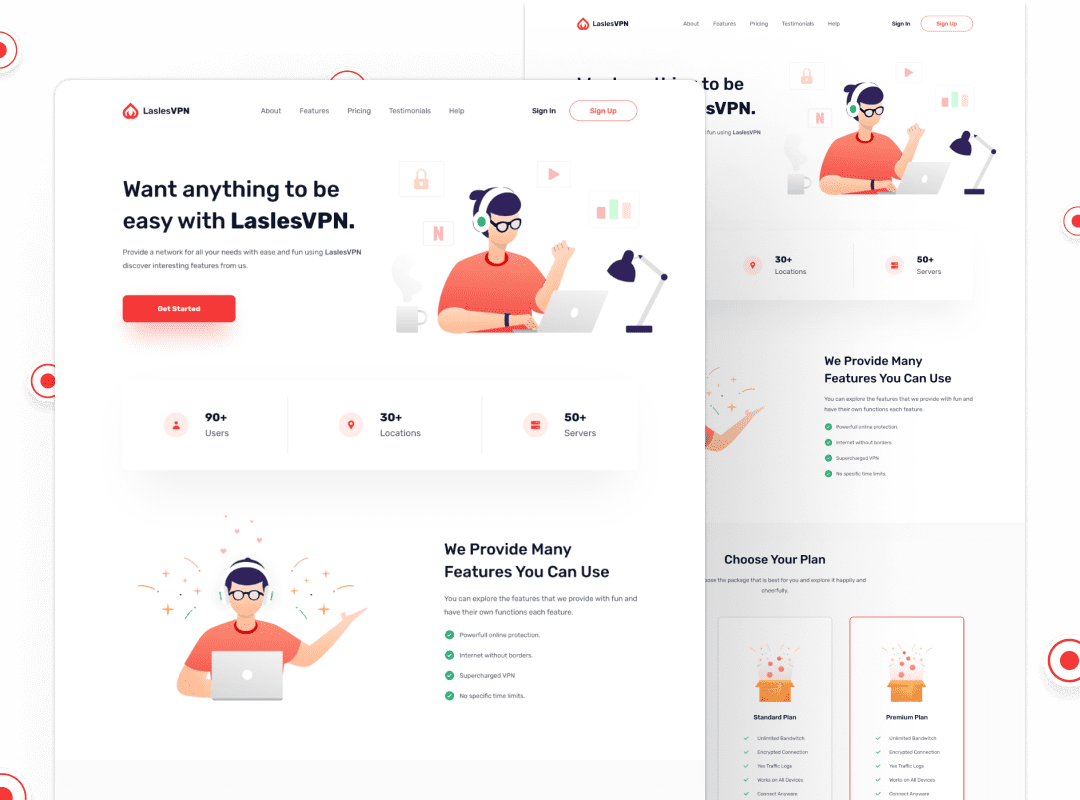 LaslesVPN
About Features Pricing Testimonials Help
Sign In Sign Up
Want anything to be
easy with LaslesVPN.
Provide a network for all your needs with ease and fun using LaslesVPN
discover interesting features from us.
Get Started
N
90+
Users
30+
Locations
50+
Servers
We Provide Many
Features You Can Use
You can explore the features that we provide with fun and
have their own functions each feature.
Powerfull online protection.
Internet without borders.
Supercharged VPN
No specific time limits.
LaslesVPN
About Features Pricing Testimonials Help
Sign In Sign Up
to be
sVPN.
fun using LaslesVPN
N
30+
Locations
50+
Servers
We Provide Many
Features You Can Use
You can explore the features that we provide with fun and
have their own functions each feature.
Powerfull online protection.
Internet without borders.
Supercharged VPN
No specific time limits.
Choose Your Plan
the package that is best for you and explore it happily and
cheerfully.
Standard Plan
Unlimited Bandwitch
Encrypted Connection
Yes Traffic Logs
Works on All Devices
Connect Anyware
Premium Plan
Unlimited Bandwitch
Encrypted Connection
Yes Traffic Logs
Works on All Devices
Connect Anyware